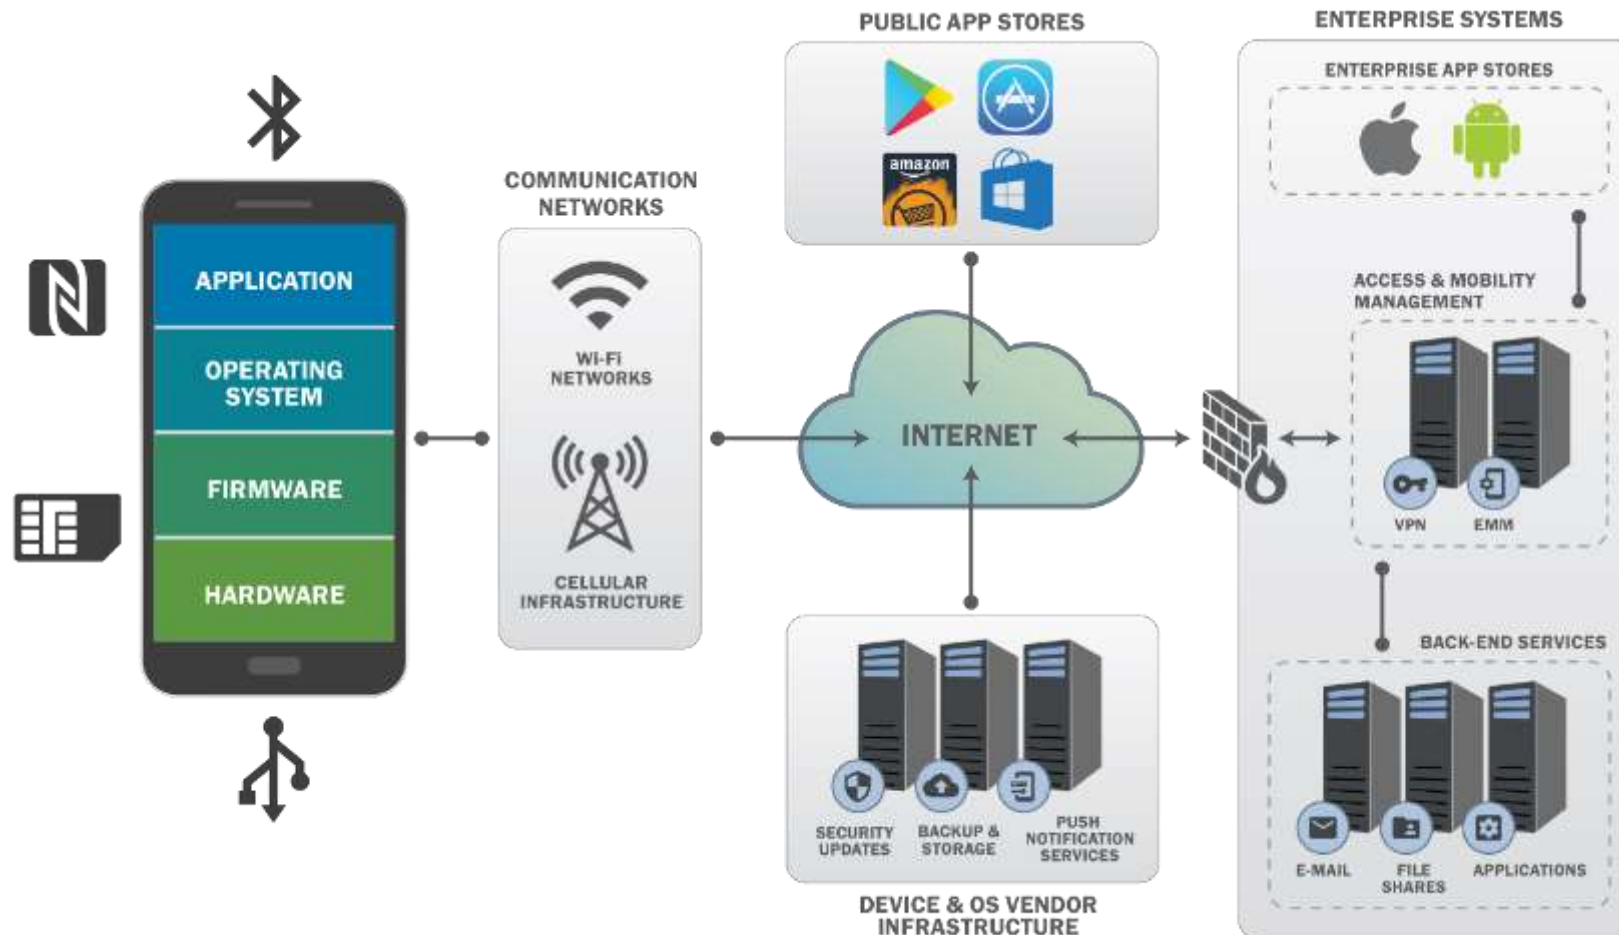 PUBLIC APP STORES
ENTERPRISE SYSTEMS
ENTERPRISE APP STORES
amazon
COMMUNICATION
NETWORKS
APPLICATION
OPERATING
SYSTEM
FIRMWARE
HARDWARE
Wi-Fi
NETWORKS
CELLULAR
INFRASTRUCTURE
INTERNET
ACCESS & MOBILITY
MANAGEMENT
VPN
EMM
BACK-END SERVICES
E-MAIL
FILE
SHARES
APPLICATIONS
SECURITY
UPDATES
BACKUP &
STORAGE
PUSH
NOTIFICATION
SERVICES
DEVICE & OS VENDOR
INFRASTRUCTURE